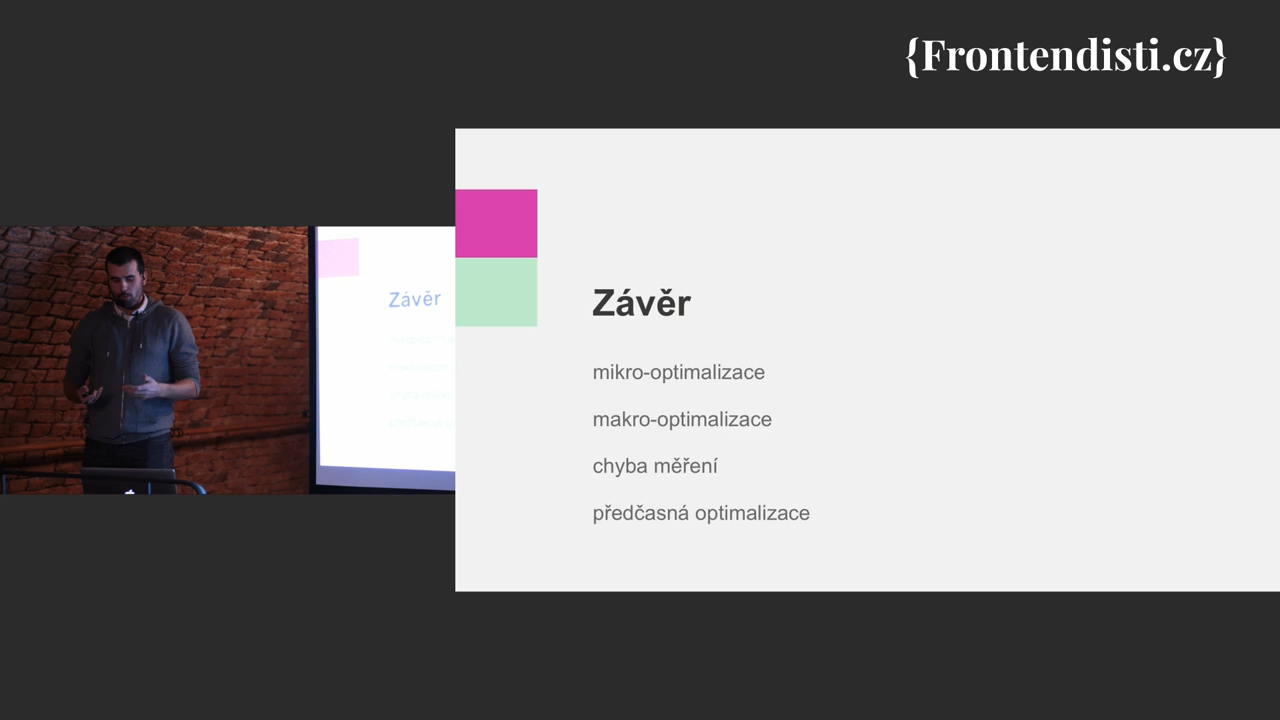 {Frontendisti.cz}
Závěr
Závěr
mikro-optimalizace
makro-optimalizace
chyba měření
předčasná optimalizace